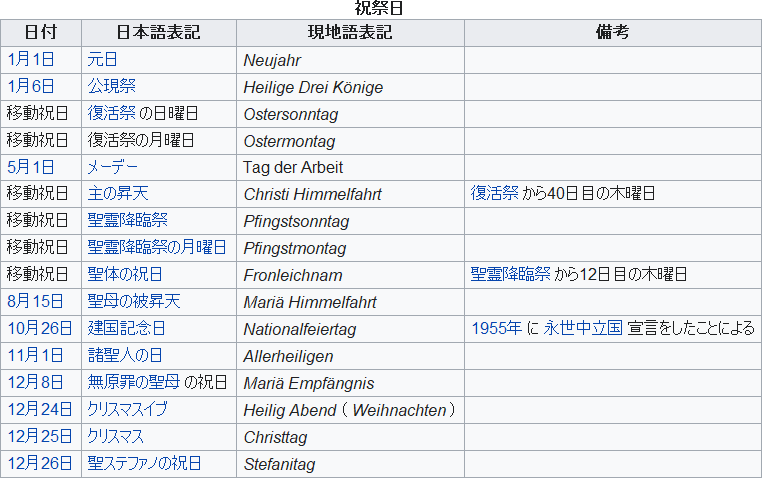 祝祭日
日付 日本語表記 現地語表記 備考
1月1日 元日 Neujahr
1月6日 公現祭 Heilige Drei Könige
移動祝日 復活祭 の日曜日 Ostersonntag
移動祝日 復活祭の月曜日 Ostermontag
5月1日 メーデー Tag der Arbeit
移動祝日 主の昇天 Christi Himmelfahrt 復活祭 から40日目の木曜日
移動祝日 聖霊降臨祭 Pfingstsonntag
移動祝日 聖霊降臨祭の月曜日 Pfingstmontag
移動祝日 聖体の祝日 Fronleichnam 聖霊降臨祭 から12日目の木曜日
8月15日 聖母の被昇天 Mariä Himmelfahrt
10月26日 建国記念日 Nationalfeiertag 1955年 に 永世中立国 宣言をしたことによる
11月1日 諸聖人の日 Allerheiligen
12月8日 無原罪の聖母 の祝日 Mariä Empfängnis
12月24日 クリスマスイブ Heilig Abend（Weihnachten）
12月25日 クリスマス Christtag
12月26日 聖ステファノの祝日 Stefanitag